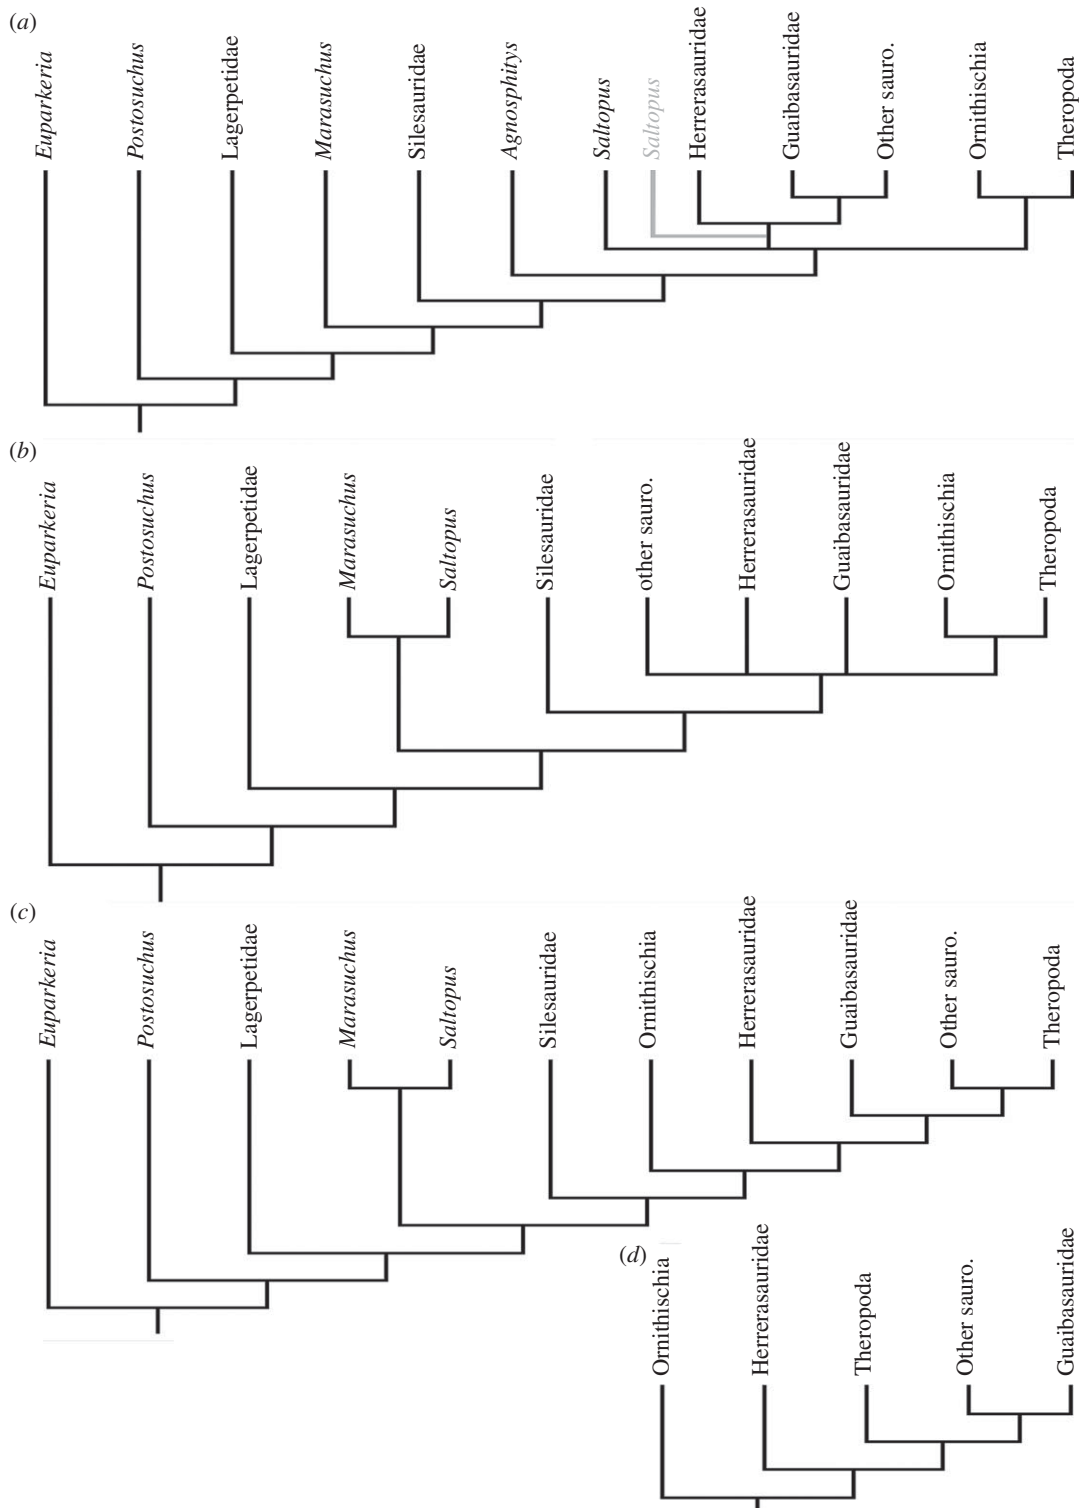 (a)
Euparkeria
Postosuchus
Lagerpetidae
Marasuchus
Silesauridae
Agnosphitys
Saltopus
Saltopus
Herrerasauridae
Guaibasauridae
Other sauro.
Ornithischia
Theropoda
(b)
Euparkeria
Postosuchus
Lagerpetidae
Marasuchus
Saltopus
Silesauridae
other sauro.
Herrerasauridae
Guaibasauridae
Ornithischia
Theropoda
(c)
Euparkeria
Postosuchus
Lagerpetidae
Marasuchus
Saltopus
Silesauridae
Ornithischia
Herrerasauridae
Guaibasauridae
Other sauro.
Theropoda
(d)
Ornithischia
Herrerasauridae
Theropoda
Other sauro.
Guaibasauridae